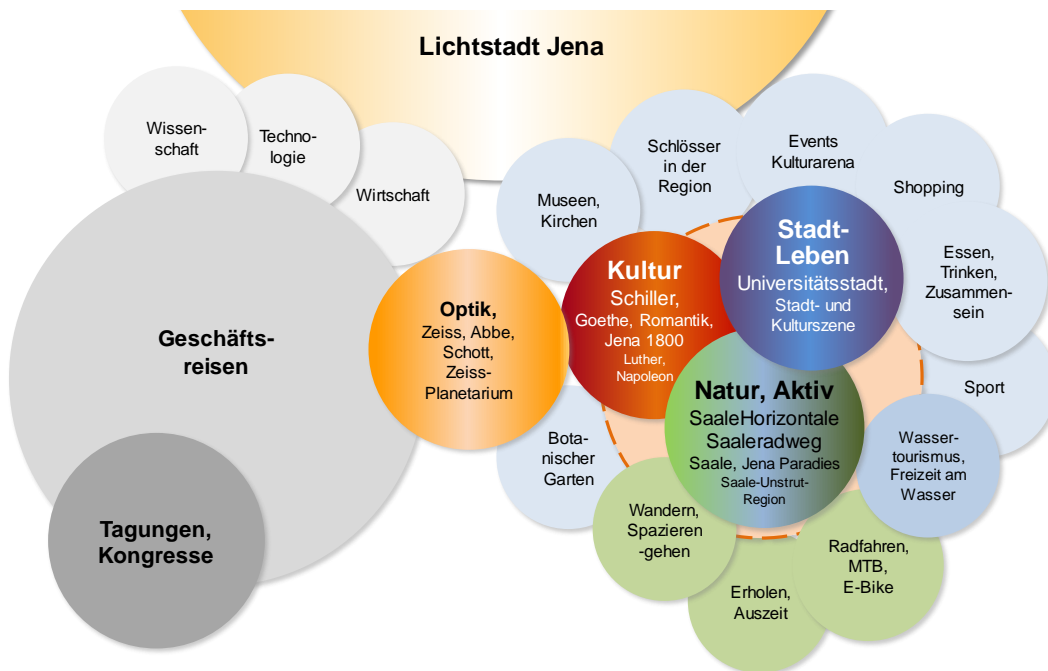 Lichtstadt Jena
Wissen-
schaft
Techno-
logie
Wirtschaft
Geschäfts-
reisen
Tagungen,
Kongresse
Optik,
Zeiss, Abbe,
Schott,
Zeiss-
Planetarium
Museen,
Kirchen
Schlösser
in der
Region
Events
Kulturarena
Shopping
Essen,
Trinken,
Zusammen-
sein
Sport
Kultur
Schiller,
Goethe, Romantik,
Jena 1800
Luther,
Napoleon
Stadt-
Leben
Universitätsstadt,
Stadt- und
Kulturszene
Natur, Aktiv
SaaleHorizontale
Saaleradweg
Saale, Jena Paradies
Saale-Unstrut-
Region
Bota-
nischer
Garten
Wasser-
tourismus,
Freizeit am
Wasser
Wandern,
Spazieren
-gehen
Erholen,
Auszeit
Radfahren,
MTB,
E-Bike